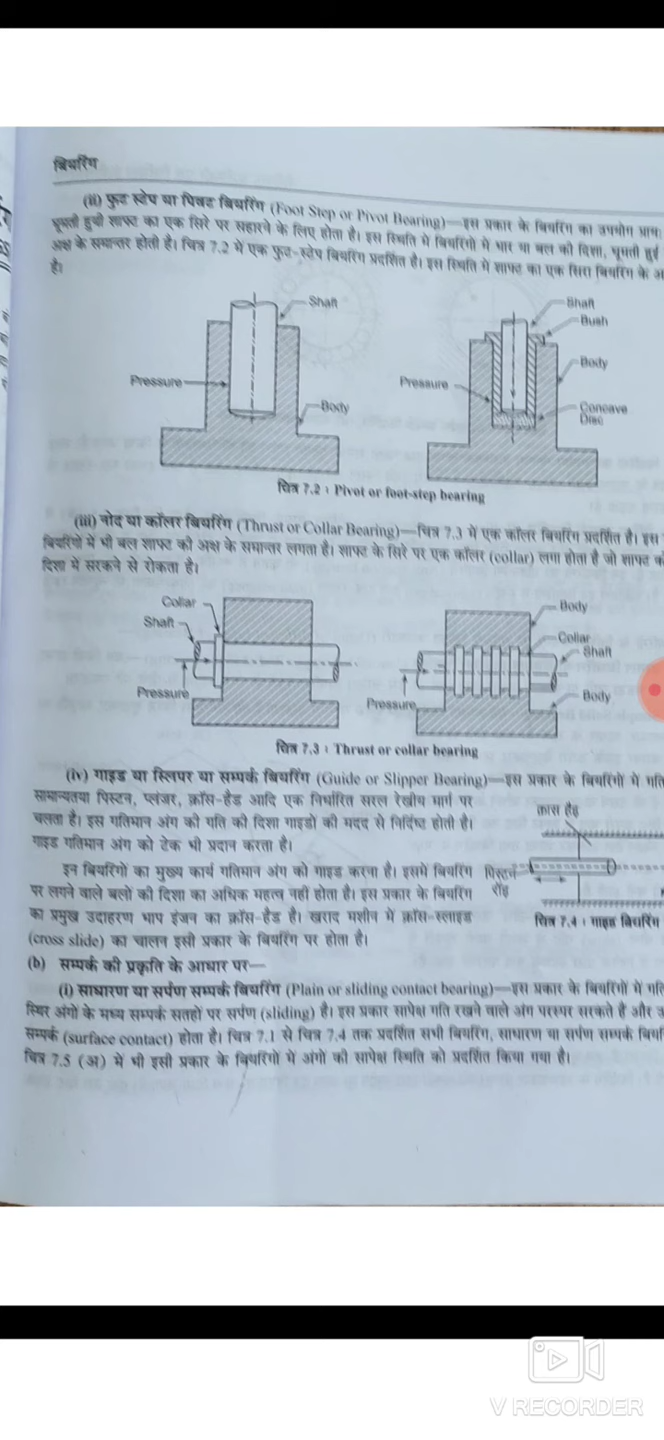 बियरिंग
(ii) फुट स्टेप या पिवट बियरिंग (Foot Step or Pivot Bearing)—इस प्रकार के बियरिंग का उपयोग प्रायः
घूमती हुयी शाफ्ट का एक सिरे पर सहारने के लिए होता है। इस स्थिति में बियरिंगों में भार या बल की दिशा, घूमती हुई
अक्ष के समान्तर होती है। चित्र 7.2 में एक फुट-स्टेप बियरिंग प्रदर्शित है। इस स्थिति में शाफ्ट का एक सिरा बियरिंग के
है।
Shaft
Pressure
Body
Shaft
Bush
Body
Pressure
Concave
Disc
चित्र 7.2 : Pivot or foot-step bearing
(iii) नोद या कॉलर बियरिंग (Thrust or Collar Bearing)—चित्र 7.3 में एक कॉलर बियरिंग प्रदर्शित है। इस
बियरिंगों में भी बल शाफ्ट की अक्ष के समान्तर लगता है। शाफ्ट के सिरे पर एक कॉलर (collar) लगा होता है जो शाफ्ट
दिशा में सरकने से रोकता है।
Collar
Shaft
Pressure
Body
Collar
Shaft
Pressure
Body
चित्र 7.3 : Thrust or collar bearing
(iv) गाइड या स्लिपर या सम्पर्क बियरिंग (Guide or Slipper Bearing)—इस प्रकार के बियरिंगों में
सामान्यतया पिस्टन, प्लंजर, क्रॉस-हैड आदि एक निर्धारित सरल रेखीय मार्ग पर
चलता है। इस गतिमान अंग की गति की दिशा गाइडों की मदद से निर्दिष्ट होती है।
गाइड गतिमान अंग को टेक भी प्रदान करता है।
इन बियरिंगों का मुख्य कार्य गतिमान अंग को गाइड करना है। इसमें बियरिंग
पर लगने वाले बलों की दिशा का अधिक महत्व नहीं होता है। इस प्रकार के बियरिंग
का प्रमुख उदाहरण भाप इंजन का क्रॉस-हैड है। खराद मशीन में क्रॉस-स्लाइड
(cross slide) का चालन इसी प्रकार के बियरिंग पर होता है।
क्रास हैड
पिस्टन
रॉड
चित्र 7.4 : गाइड बियरिंग
(b) सम्पर्क की प्रकृति के आधार पर—
(i) साधारण या सर्पण सम्पर्क बियरिंग (Plain or sliding contact bearing)—इस प्रकार के बियरिंगों में
स्थिर अंगों के मध्य सम्पर्क सतहों पर सर्पण (sliding) है। इस प्रकार सापेक्ष गति रखने वाले अंग परस्पर सरकते हैं और
सम्पर्क (surface contact) होता है। चित्र 7.1 से चित्र 7.4 तक प्रदर्शित सभी बियरिंग, साधारण या सर्पण सम्पर्क
चित्र 7.5 (अ) में भी इसी प्रकार के बियरिंगों में अंगों की सापेक्ष स्थिति को प्रदर्शित किया गया है।
V RECORDER